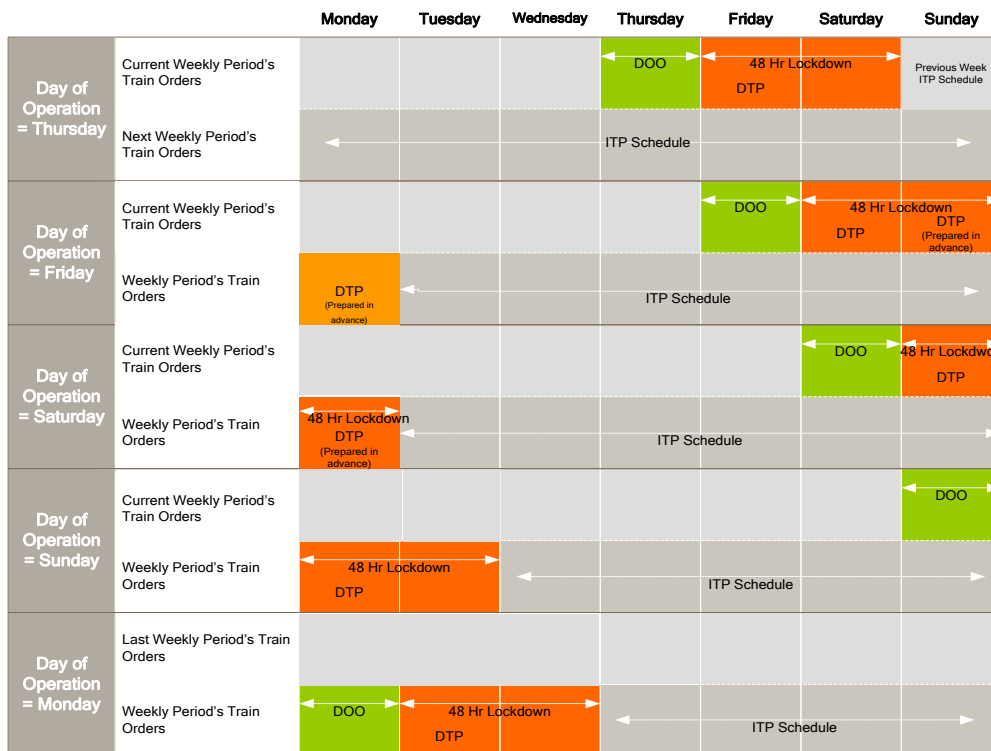 Monday Tuesday Wednesday Thursday Friday Saturday Sunday
Day of
Operation
= Thursday
Current Weekly Period's
Train Orders
DOO
48 Hr Lockdown
DTP
Previous Week
ITP Schedule
Next Weekly Period's
Train Orders
ITP Schedule
Day of
Operation
= Friday
Current Weekly Period's
Train Orders
DOO
48 Hr Lockdown
DTP
DTP
(Prepared in
advance)
Weekly Period's Train
Orders
DTP
(Prepared in
advance)
ITP Schedule
Day of
Operation
= Saturday
Current Weekly Period's
Train Orders
DOO
48 Hr Lockdow
DTP
Weekly Period's Train
Orders
48 Hr Lockdown
DTP
(Prepared in
advance)
ITP Schedule
Day of
Operation
= Sunday
Current Weekly Period's
Train Orders
DOO
Weekly Period's Train
Orders
48 Hr Lockdown
DTP
ITP Schedule
Day of
Operation
= Monday
Last Weekly Period's Train
Orders
Weekly Period's Train
Orders
DOO
48 Hr Lockdown
DTP
ITP Schedule